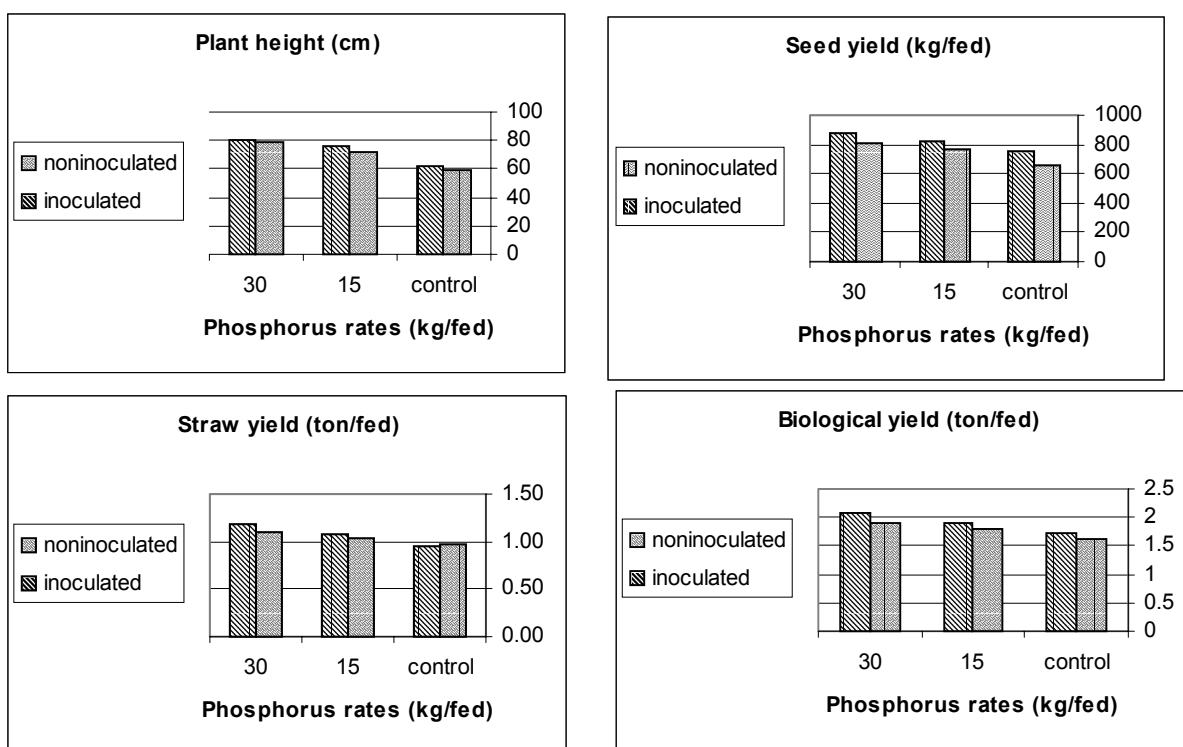 Plant height (cm)
100
80
60
40
20
0
noninoculated
inoculated
30 15 control
Phosphorus rates (kg/fed)
Seed yield (kg/fed)
1000
800
600
400
200
0
noninoculated
inoculated
30 15 control
Phosphorus rates (kg/fed)
Straw yield (ton/fed)
1.50
1.00
0.50
0.00
noninoculated
inoculated
30 15 control
Phosphorus rates (kg/fed)
Biological yield (ton/fed)
2.5
2
1.5
1
0.5
0
noninoculated
inoculated
30 15 control
Phosphorus rates (kg/fed)